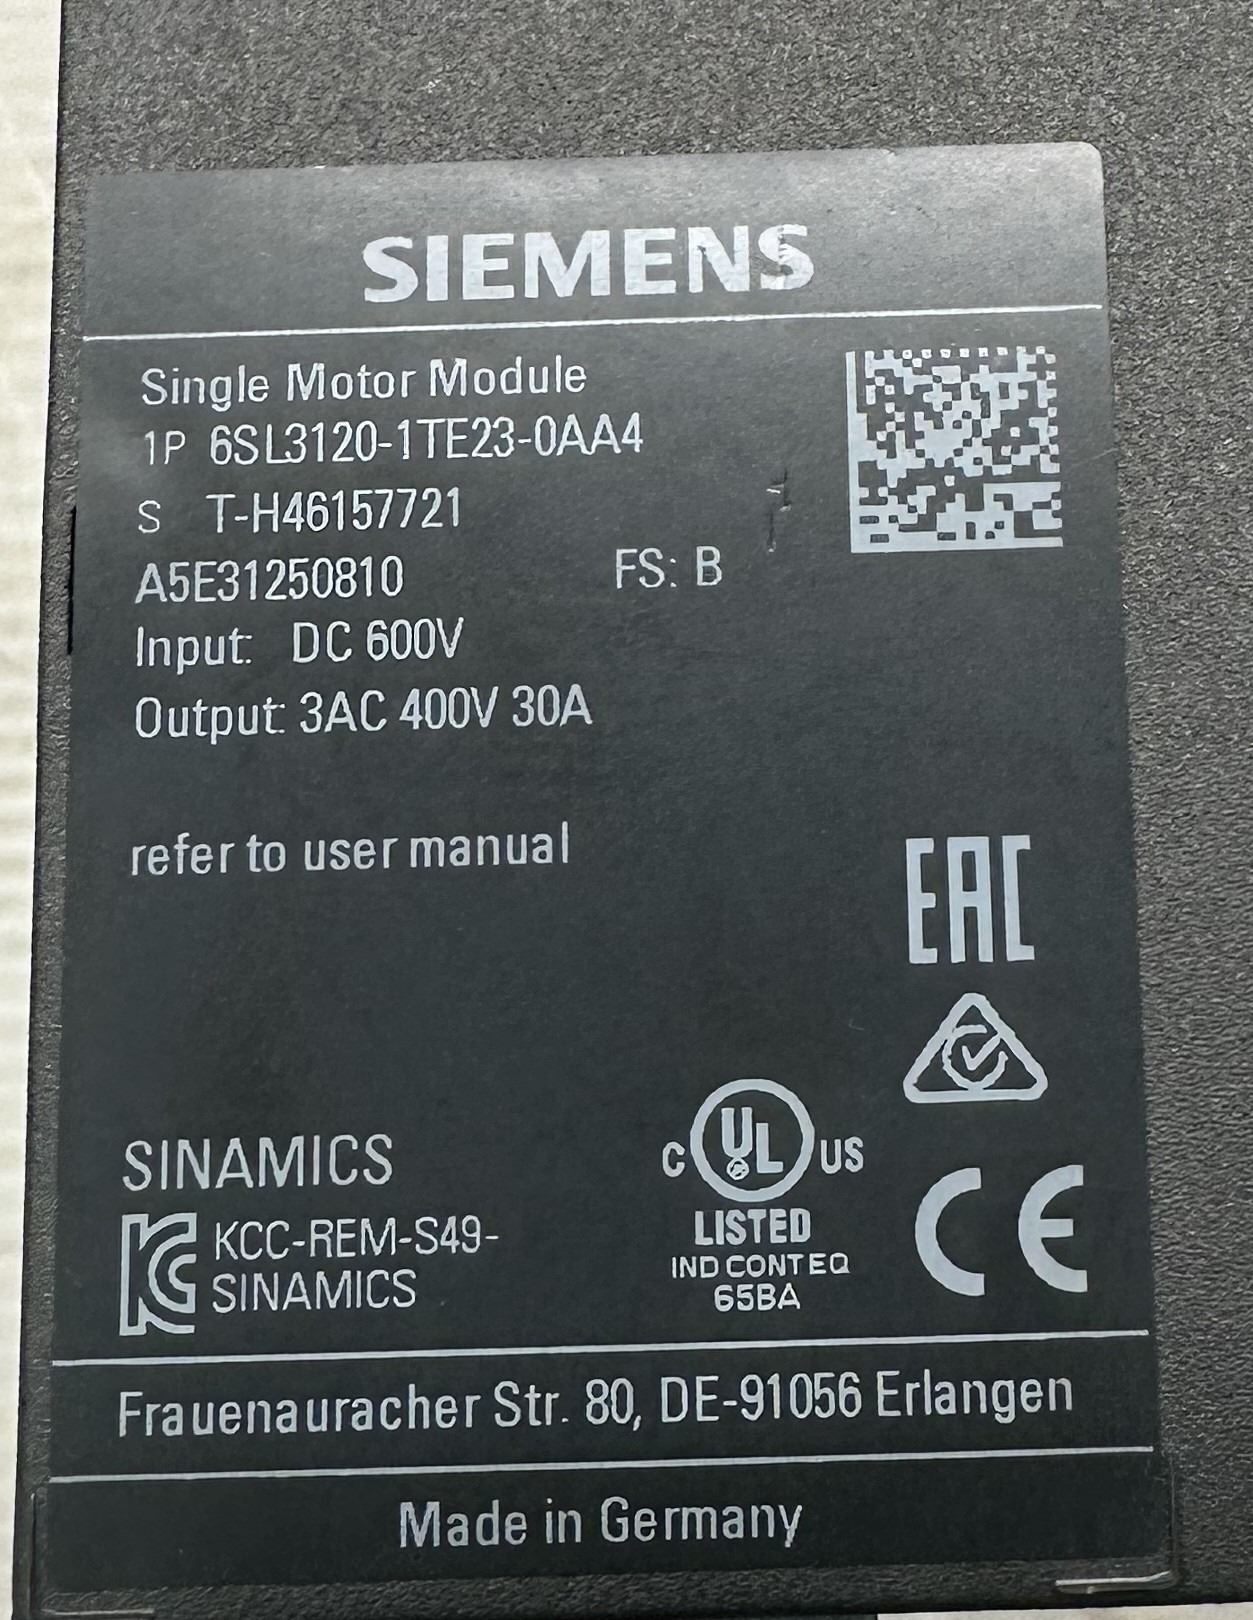 SIEMENS
Single Motor Module
1P 6SL3120-1TE23-0AA4
S T-H46157721
A5E31250810 FS: B
Input: DC 600V
Output: 3AC 400V 30A
refer to user manual
EAC
SINAMICS
KCC-REM-S49-
SINAMICS
C UL US
LISTED
IND CONT EQ
65BA
CE
Frauenauracher Str. 80, DE-91056 Erlangen
Made in Germany